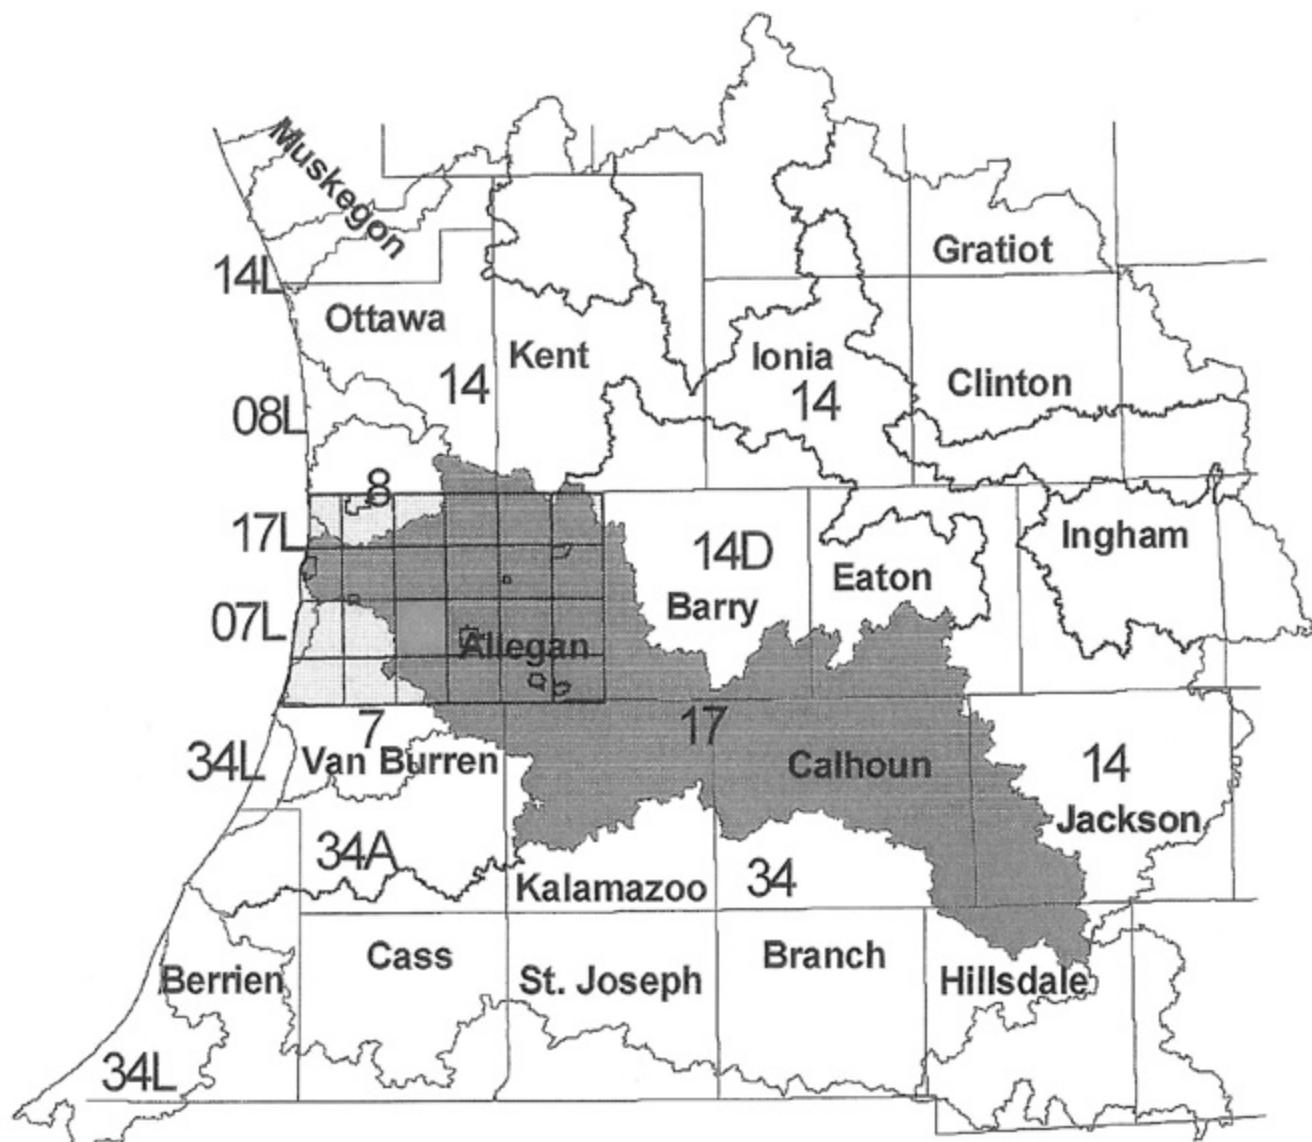 Muskegon
Gratiot
14L
Ottawa
Kent
Ionia
Clinton
14
14
08L
8
17L
14D
Ingham
Eaton
07L
Barry
Allegan
7
17
34L
Van Burren
Calhoun
14
Jackson
34A
Kalamazoo
34
Cass
Branch
Berrien
St. Joseph
Hillsdale
34L